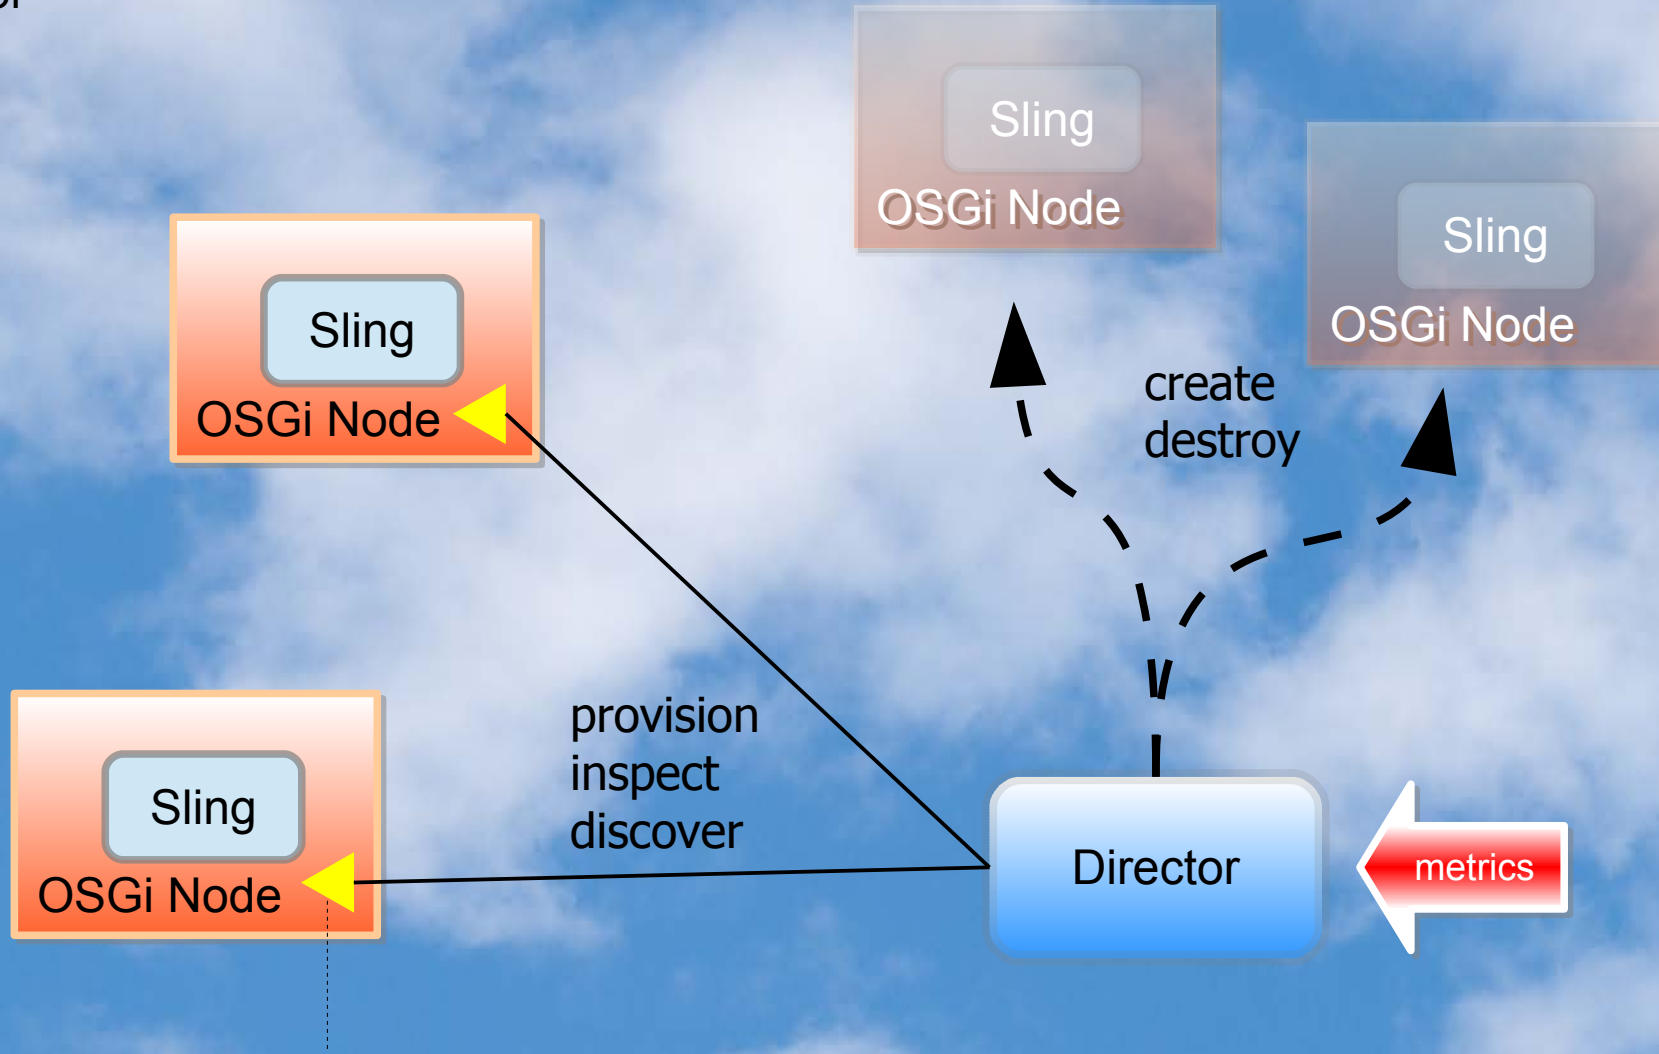 Sling
OSGi Node
Sling
OSGi Node
Sling
OSGi Node
create
destroy
provision
inspect
discover
Sling
OSGi Node
Director
metrics